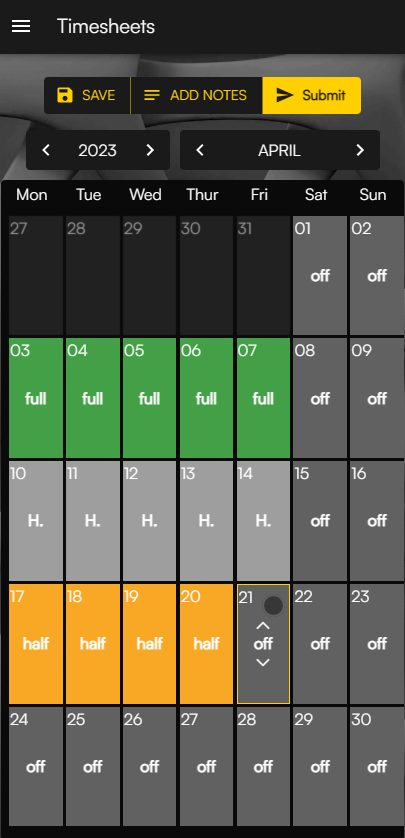 Timesheets
SAVE ADD NOTES Submit
2023 APRIL
Mon Tue Wed Thur Fri Sat Sun
27 28 29 30 31 01 02
off off
03 04 05 06 07 08 09
full full full full full off off
10 11 12 13 14 15 16
H. H. H. H. H. off off
17 18 19 20 21 22 23
half half half half off off off
24 25 26 27 28 29 30
off off off off off off off